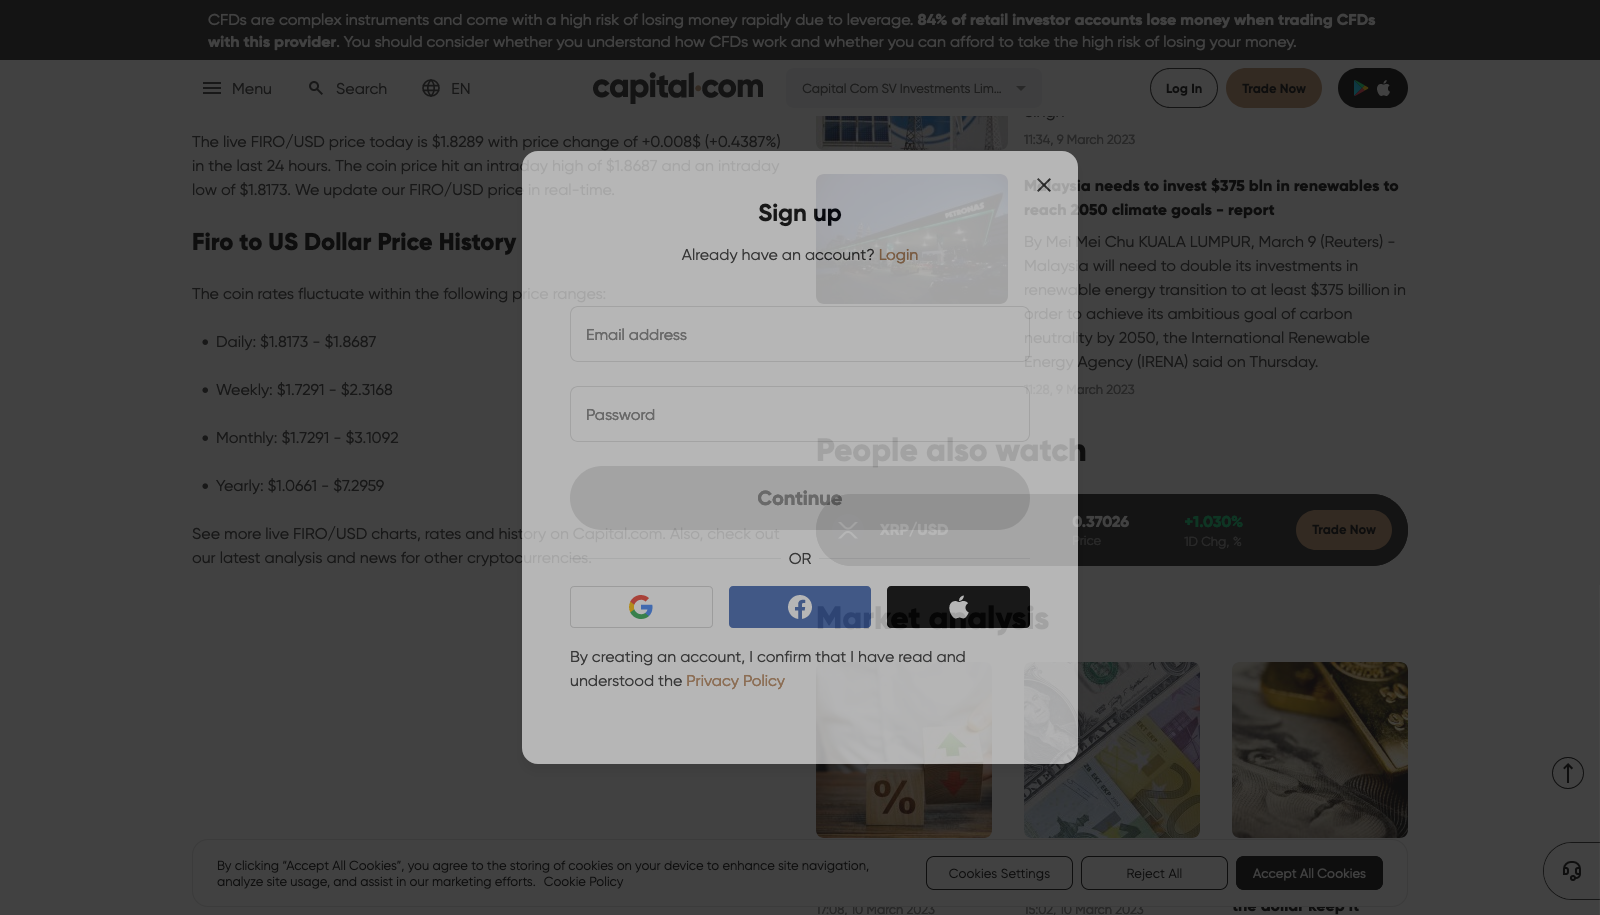 CFDs are complex instruments and come with a high risk of losing money rapidly due to leverage. 84% of retail investor accounts lose money when trading CFDs
with this provider. You should consider whether you understand how CFDs work and whether you can afford to take the high risk of losing your money.
Menu
Search
EN
capital.com
Capital Com SV Investments Lim...
Log In
Trade Now
The live FIRO/USD price today is $1.8289 with price change of +0.008$ (+0.4387%)
in the last 24 hours. The coin price hit an intraday high of $1.8687 and an intraday
low of $1.8173. We update our FIRO/USD price in real-time.
Firo to US Dollar Price History
The coin rates fluctuate within the following price ranges:
Daily: $1.8173 - $1.8687
Weekly: $1.7291 - $2.3168
Monthly: $1.7291 - $3.1092
Yearly: $1.0661 - $7.2959
See more live FIRO/USD charts, rates and history on Capital.com. Also, check out
our latest analysis and news for other cryptocurrencies.
Sign up
Already have an account? Login
Email address
Password
Continue
OR
By creating an account, I confirm that I have read and
understood the Privacy Policy
11:34, 9 March 2023
PETRONAS
Malaysia needs to invest $375 bln in renewables to
reach 2050 climate goals - report
By Mei Mei Chu KUALA LUMPUR, March 9 (Reuters) -
Malaysia will need to double its investments in
renewable energy transition to at least $375 billion in
order to achieve its ambitious goal of carbon
neutrality by 2050, the International Renewable
Energy Agency (IRENA) said on Thursday.
11:28, 9 March 2023
People also watch
XRP/USD
0.37026
Price
+1.030%
1D Chg, %
Trade Now
Market analysis
%
By clicking “Accept All Cookies”, you agree to the storing of cookies on your device to enhance site navigation,
analyze site usage, and assist in our marketing efforts. Cookie Policy
Cookies Settings
Reject All
Accept All Cookies
17:08, 10 March 2023
15:02, 10 March 2023
the dollar keep it